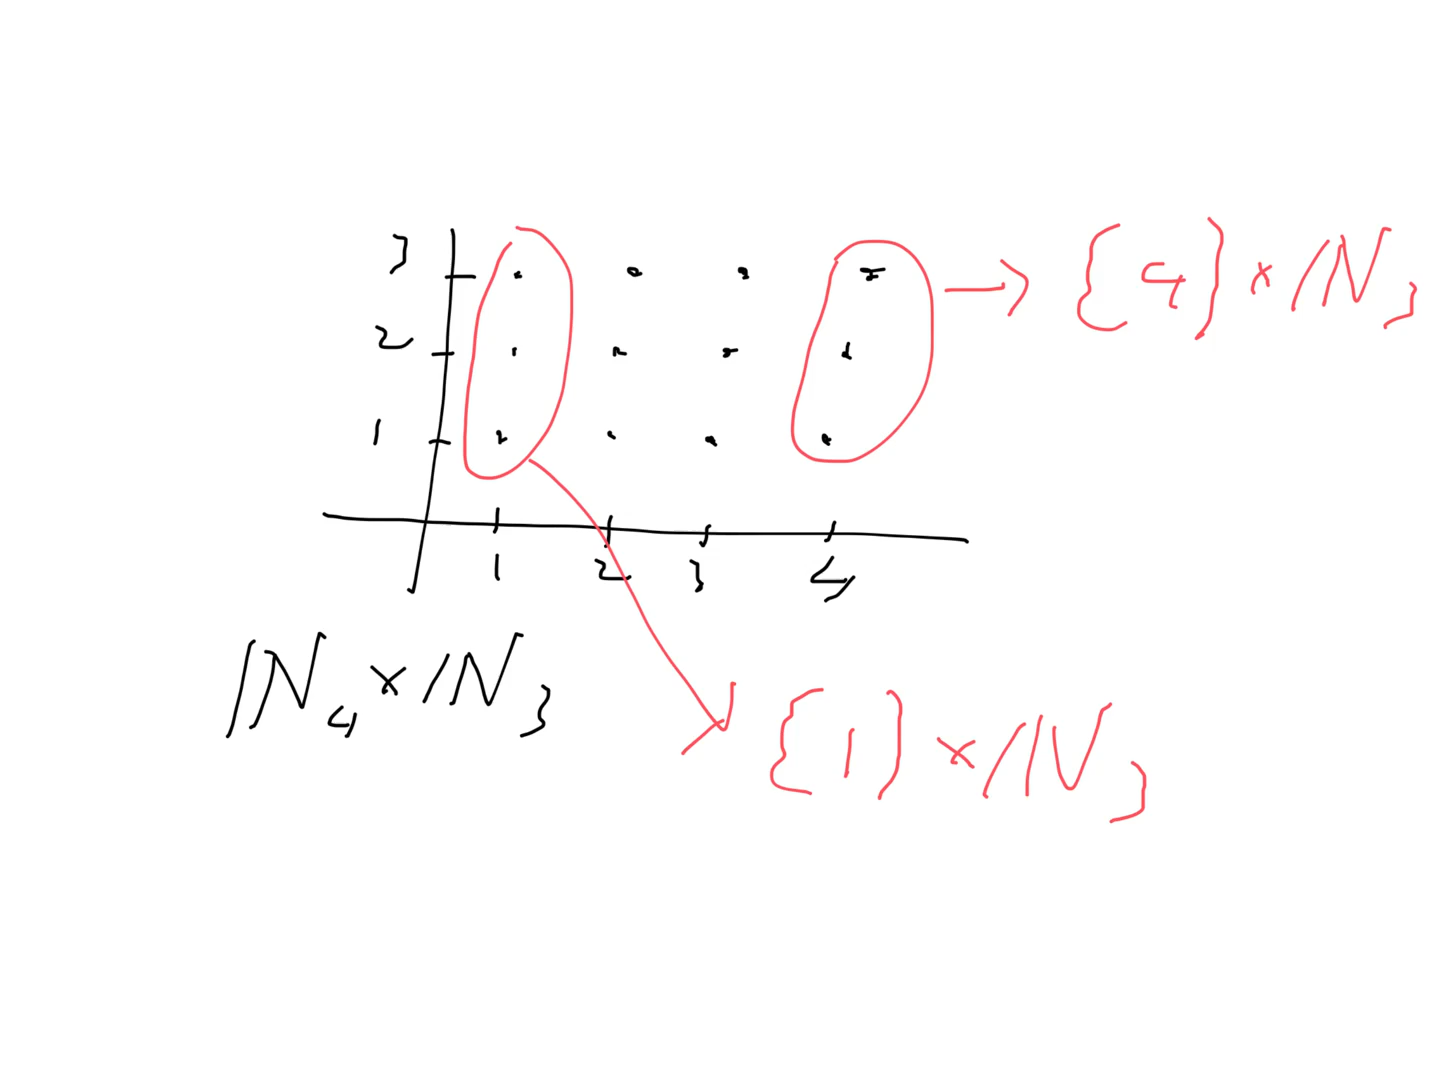 3
{4} × ℕ₃
2
1
1 2 3 4
ℕ₄ × ℕ₃
{1} × ℕ₃